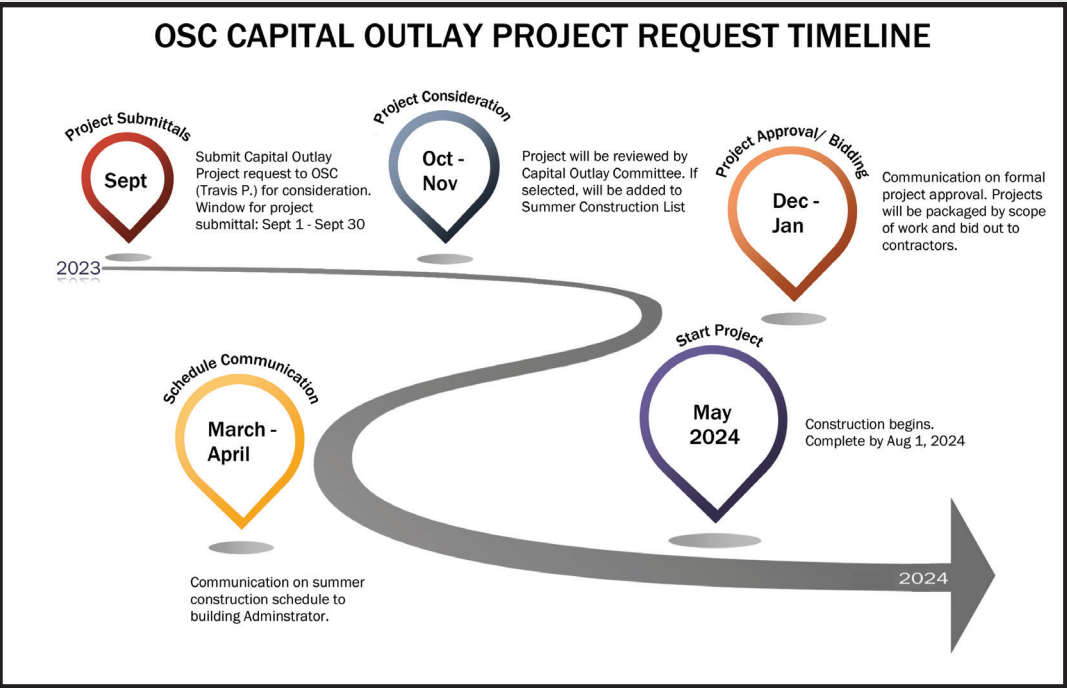 OSC CAPITAL OUTLAY PROJECT REQUEST TIMELINE
Project Submittals
Sept
Submit Capital Outlay
Project request to OSC
(Travis P.) for consideration.
Window for project
submittal: Sept 1 - Sept 30
Project Consideration
Oct -
Nov
Project will be reviewed by
Capital Outlay Committee. If
selected, will be added to
Summer Construction List
Project Approval/ Bidding
Dec -
Jan
Communication on formal
project approval. Projects
will be packaged by scope
of work and bid out to
contractors.
2023
Schedule Communication
March -
April
Communication on summer
construction schedule to
building Adminstrator.
Start Project
May
2024
Construction begins.
Complete by Aug 1, 2024
2024